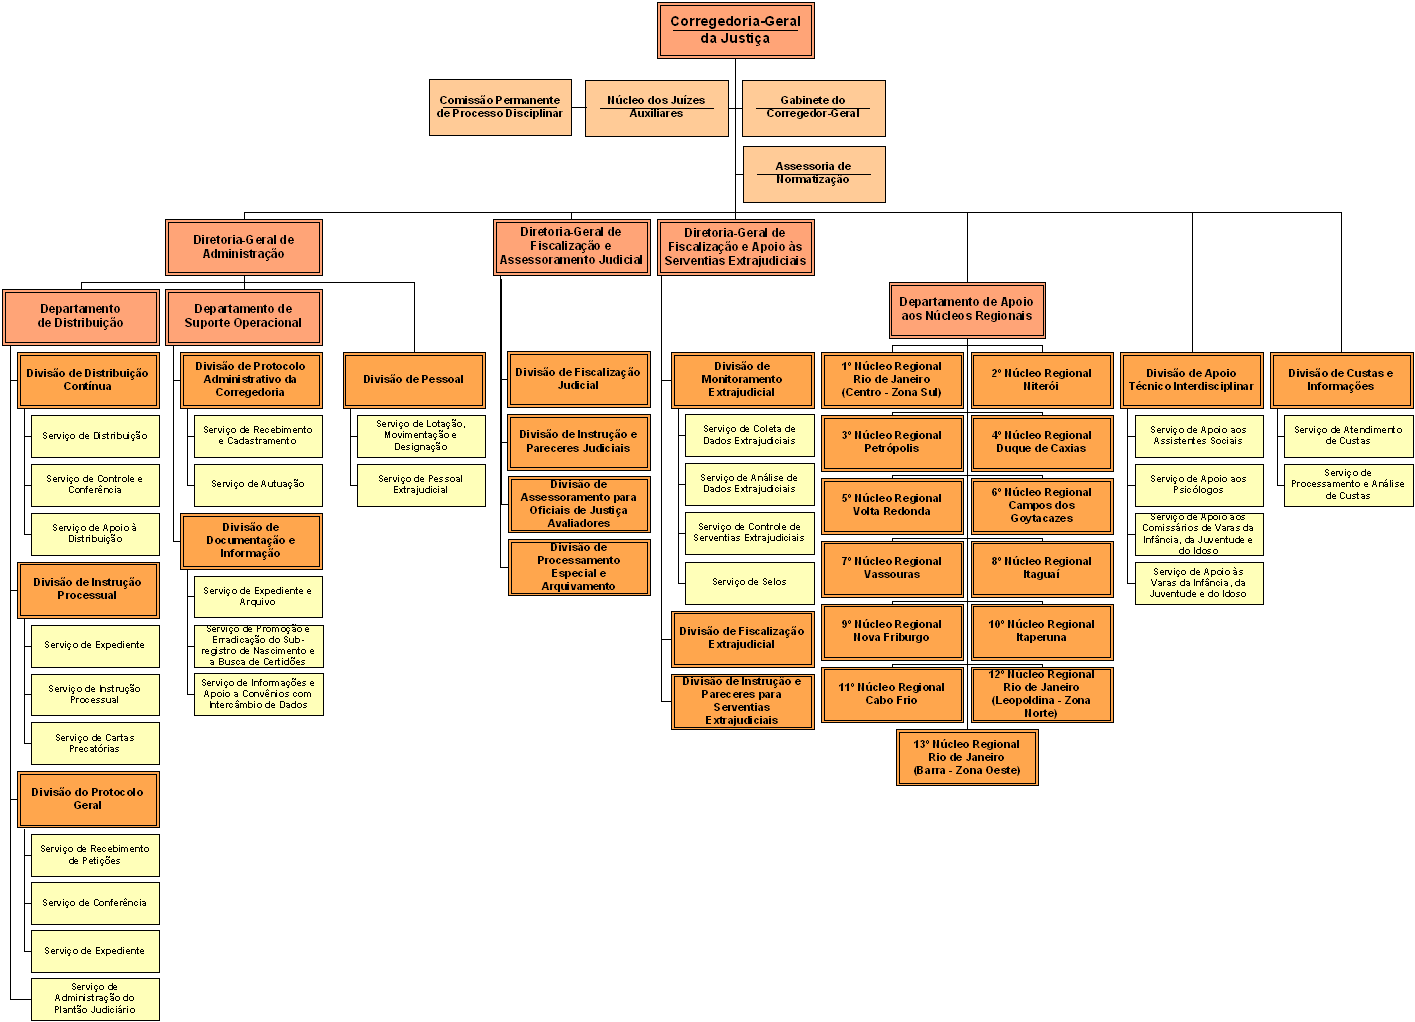 Corregedoria-Geral
da Justiça
Comissão Permanente
de Processo Disciplinar
Núcleo dos Juízes
Auxiliares
Gabinete do
Corregedor-Geral
Assessoria de
Normatização
Diretoria-Geral de
Administração
Diretoria-Geral de
Fiscalização e
Assessoramento Judicial
Diretoria-Geral de
Fiscalização e Apoio às
Serventias Extrajudiciais
Departamento
de Distribuição
Departamento de
Suporte Operacional
Departamento de Apoio
aos Núcleos Regionais
Divisão de Distribuição
Contínua
Serviço de Distribuição
Serviço de Controle e
Conferência
Serviço de Apoio à
Distribuição
Divisão de Instrução
Processual
Serviço de Expediente
Serviço de Instrução
Processual
Serviço de Cartas
Precatórias
Divisão do Protocolo
Geral
Serviço de Recebimento
de Petições
Serviço de Conferência
Serviço de Expediente
Serviço de
Administração do
Plantão Judiciário
Divisão de Protocolo
Administrativo da
Corregedoria
Serviço de Recebimento
e Cadastramento
Serviço de Autuação
Divisão de
Documentação e
Informação
Serviço de Expediente e
Arquivo
Serviço de Promoção e
Erradicação do Sub-
registro de Nascimento e
a Busca de Certidões
Serviço de Informações e
Apoio a Convênios com
Intercâmbio de Dados
Divisão de Pessoal
Serviço de Lotação,
Movimentação e
Designação
Serviço de Pessoal
Extrajudicial
Divisão de Fiscalização
Judicial
Divisão de Instrução e
Pareceres Judiciais
Divisão de
Assessoramento para
Oficiais de Justiça
Avaliadores
Divisão de
Processamento
Especial e
Arquivamento
Divisão de
Monitoramento
Extrajudicial
Serviço de Coleta de
Dados Extrajudiciais
Serviço de Análise de
Dados Extrajudiciais
Serviço de Controle de
Serventias Extrajudiciais
Serviço de Selos
Divisão de Fiscalização
Extrajudicial
Divisão de Instrução e
Pareceres para
Serventias
Extrajudiciais
1º Núcleo Regional
Rio de Janeiro
(Centro - Zona Sul)
2º Núcleo Regional
Niterói
3º Núcleo Regional
Petrópolis
4º Núcleo Regional
Duque de Caxias
5º Núcleo Regional
Volta Redonda
6º Núcleo Regional
Campos dos
Goytacazes
7º Núcleo Regional
Vassouras
8º Núcleo Regional
Itaguaí
9º Núcleo Regional
Nova Friburgo
10º Núcleo Regional
Itaperuna
11º Núcleo Regional
Cabo Frio
12º Núcleo Regional
Rio de Janeiro
(Leopoldina - Zona
Norte)
13º Núcleo Regional
Rio de Janeiro
(Barra - Zona Oeste)
Divisão de Apoio
Técnico Interdisciplinar
Serviço de Apoio aos
Assistentes Sociais
Serviço de Apoio aos
Psicólogos
Serviço de Apoio aos
Comissários de Varas da
Infância, da Juventude e
do Idoso
Serviço de Apoio às
Varas da Infância, da
Juventude e do Idoso
Divisão de Custas e
Informações
Serviço de Atendimento
de Custas
Serviço de
Processamento e Análise
de Custas